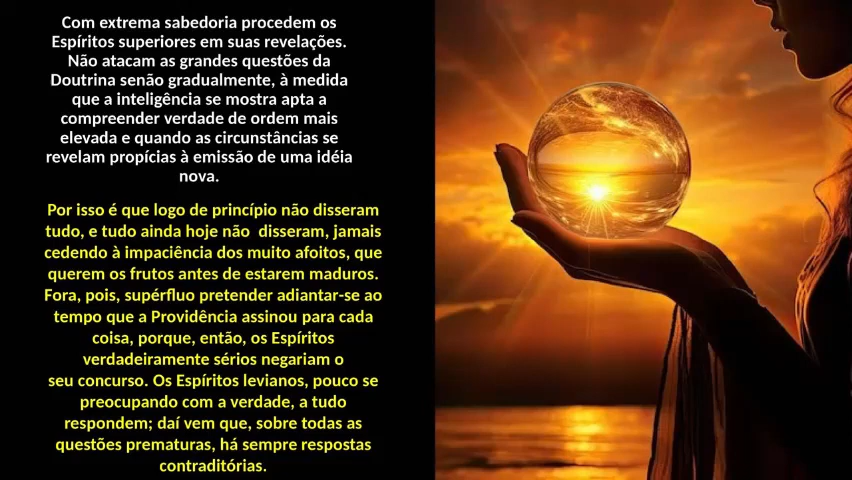 Com extrema sabedoria procedem os
Espíritos superiores em suas revelações.
Não atacam as grandes questões da
Doutrina senão gradualmente, à medida
que a inteligência se mostra apta a
compreender verdade de ordem mais
elevada e quando as circunstâncias se
revelam propícias à emissão de uma idéia
nova.
Por isso é que logo de princípio não disseram
tudo, e tudo ainda hoje não disseram, jamais
cedendo à impaciência dos muito afoitos, que
querem os frutos antes de estarem maduros.
Fora, pois, supérfluo pretender adiantar-se ao
tempo que a Providência assinou para cada
coisa, porque, então, os Espíritos
verdadeiramente sérios negariam o
seu concurso. Os Espíritos levianos, pouco se
preocupando com a verdade, a tudo
respondem; daí vem que, sobre todas as
questões prematuras, há sempre respostas
contraditórias.